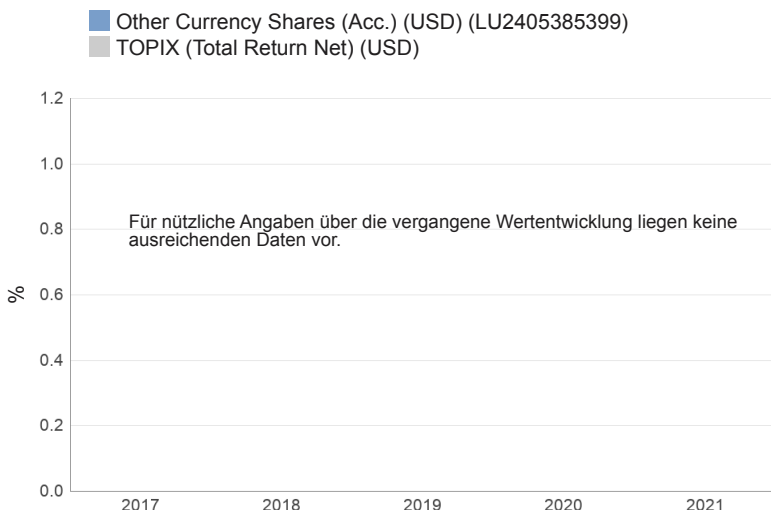 Other Currency Shares (Acc.) (USD) (LU2405385399)
TOPIX (Total Return Net) (USD)
1.2
1.0
Für nützliche Angaben über die vergangene Wertentwicklung liegen keine
ausreichenden Daten vor.
0.8
%
0.6
0.4
0.2
0.0
2017 2018 2019 2020 2021